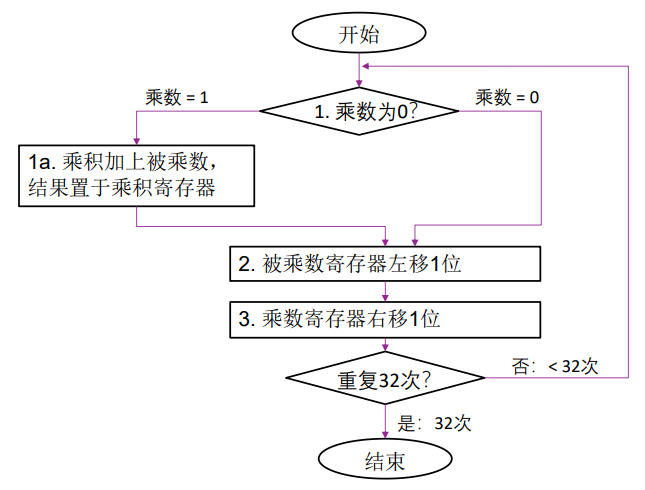 开始
乘数 = 1
1. 乘数为0？
乘数 = 0
1a. 乘积加上被乘数，
结果置于乘积寄存器
2. 被乘数寄存器左移1位
3. 乘数寄存器右移1位
重复32次？
否：< 32次
是：32次
结束